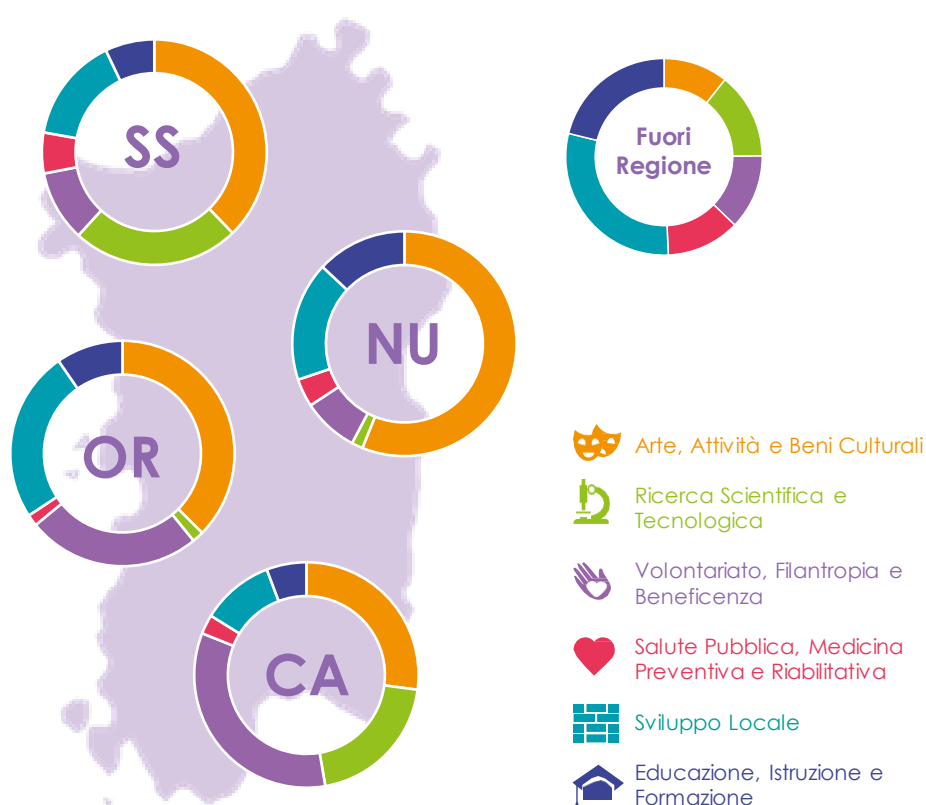 SS
Fuori
Regione
NU
OR
CA
Arte, Attività e Beni Culturali
Ricerca Scientifica e
Tecnologica
Volontariato, Filantropia e
Beneficenza
Salute Pubblica, Medicina
Preventiva e Riabilitativa
Sviluppo Locale
Educazione, Istruzione e
Formazione